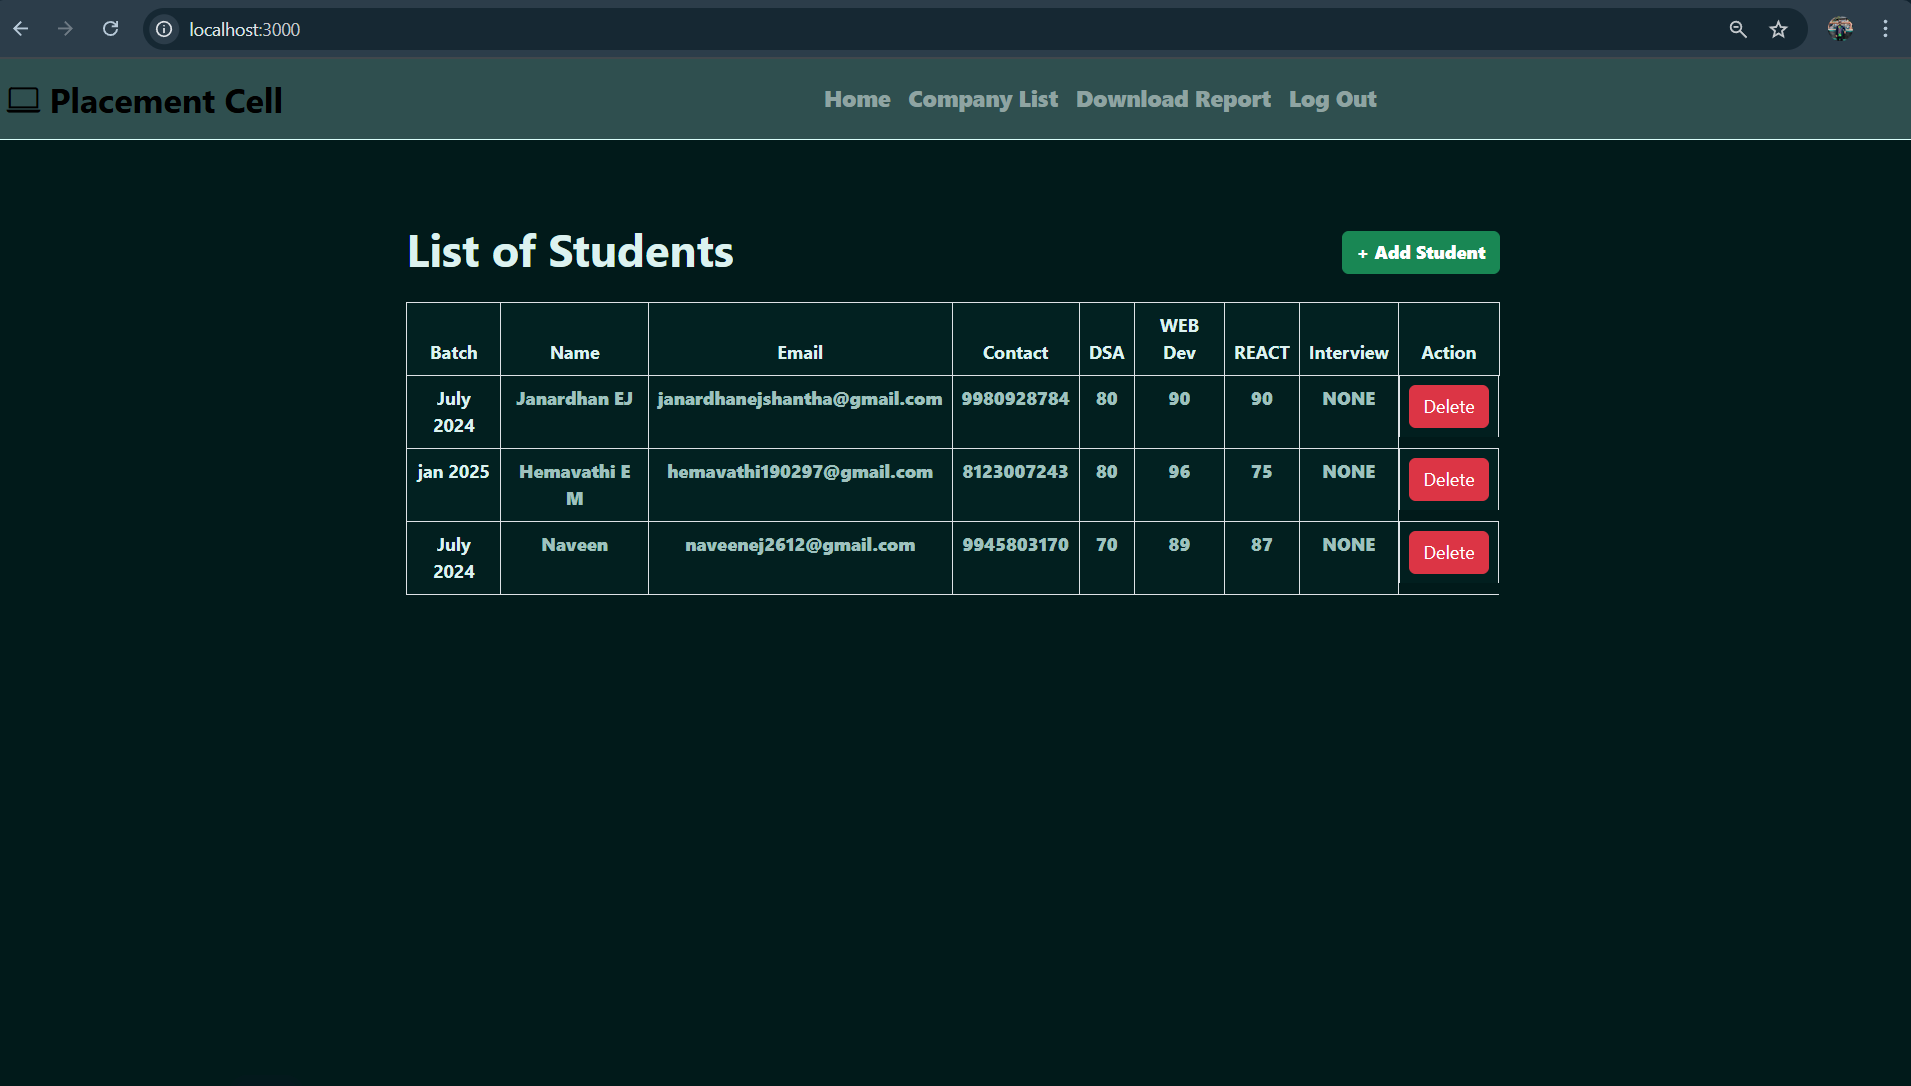 localhost:3000
Placement Cell
Home Company List Download Report Log Out
List of Students
+ Add Student
Batch Name Email Contact DSA WEB Dev REACT Interview Action
July 2024 Janardhan EJ janardhanejshantha@gmail.com 9980928784 80 90 90 NONE Delete
jan 2025 Hemavathi E M hemavathi190297@gmail.com 8123007243 80 96 75 NONE Delete
July 2024 Naveen naveenej2612@gmail.com 9945803170 70 89 87 NONE Delete